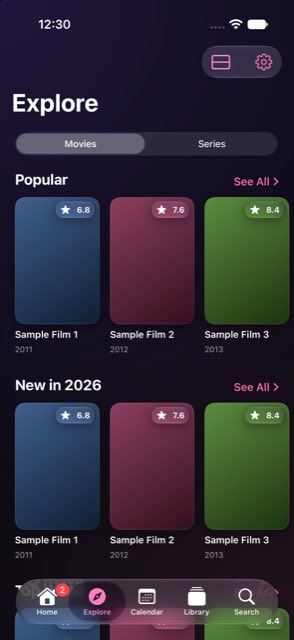 12:30
Explore
Movies Series
Popular See All >
6.8 7.6 8.4
Sample Film 1 Sample Film 2 Sample Film 3
2011 2012 2013
New in 2026 See All >
6.8 7.6 8.4
Sample Film 1 Sample Film 2 Sample Film 3
2011 2012 2013
2
Home Explore Calendar Library Search